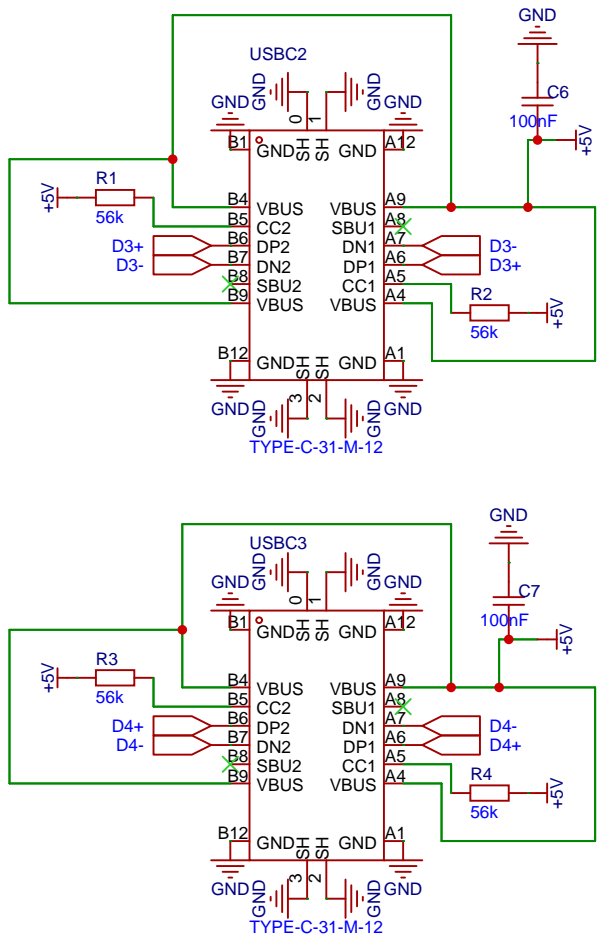 GND
USBC2
C6
100nF
+5V
GND
GND
GND
GND
0
1
B1
GND
SH
SH
GND
A12
R1
+5V
56k
B4
VBUS
VBUS
A9
B5
CC2
SBU1
A8
D3+
B6
DP2
DN1
A7
D3-
D3-
B7
DN2
DP1
A6
D3+
B8
SBU2
CC1
A5
B9
VBUS
VBUS
A4
R2
56k
+5V
B12
GND
SH
SH
GND
A1
3
2
GND
GND
GND
GND
TYPE-C-31-M-12
GND
USBC3
C7
100nF
+5V
GND
GND
GND
GND
0
1
B1
GND
SH
SH
GND
A12
R3
+5V
56k
B4
VBUS
VBUS
A9
B5
CC2
SBU1
A8
D4+
B6
DP2
DN1
A7
D4-
D4-
B7
DN2
DP1
A6
D4+
B8
SBU2
CC1
A5
B9
VBUS
VBUS
A4
R4
56k
+5V
B12
GND
SH
SH
GND
A1
3
2
GND
GND
GND
GND
TYPE-C-31-M-12